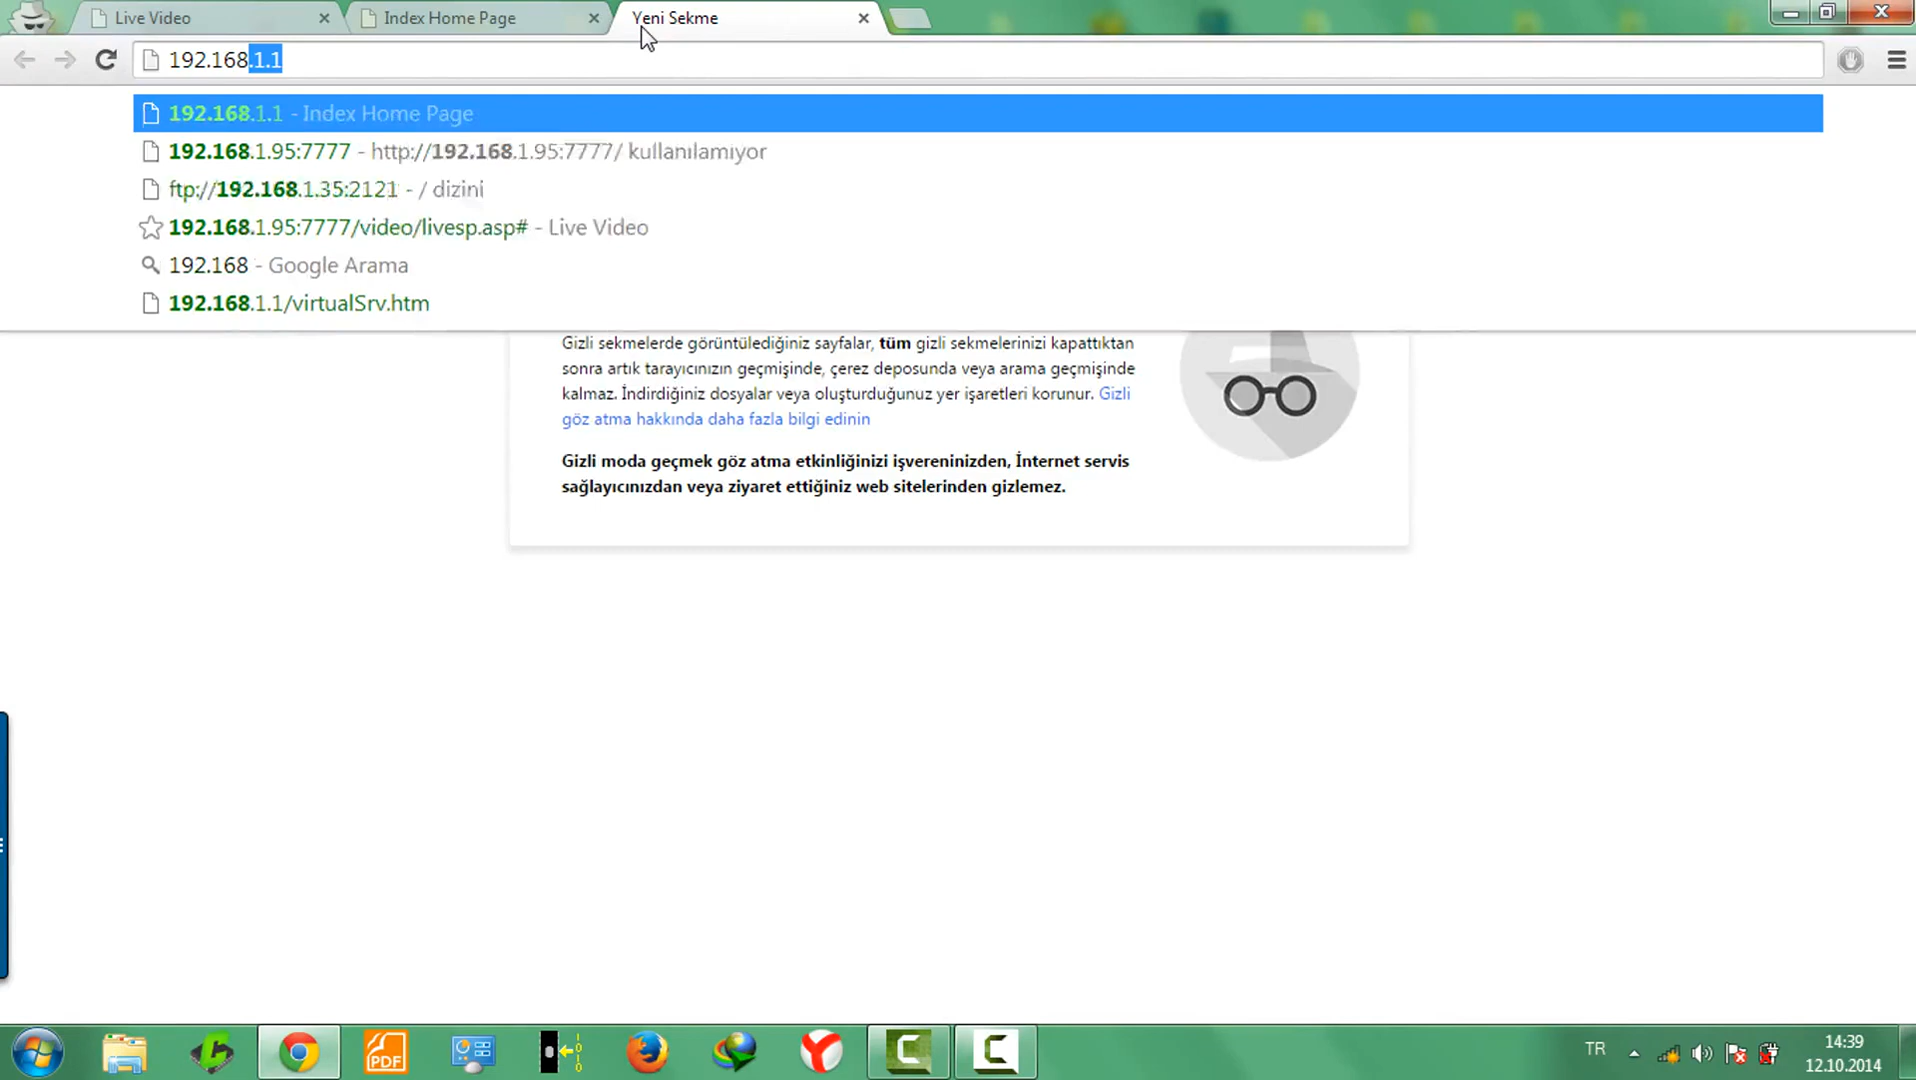 Live Video
Index Home Page
Yeni Sekme
192.168.1.1
192.168.1.1 - Index Home Page
192.168.1.95:7777 - http://192.168.1.95:7777/ kullanılamıyor
ftp://192.168.1.35:2121 - / dizini
192.168.1.95:7777/video/livesp.asp# - Live Video
192.168 - Google Arama
192.168.1.1/virtualSrv.htm
Gizli sekmelerde görüntülediğiniz sayfalar, tüm gizli sekmelerinizi kapattıktan
sonra artık tarayıcınızın geçmişinde, çerez deposunda veya arama geçmişinde
kalmaz. İndirdiğiniz dosyalar veya oluşturduğunuz yer işaretleri korunur. Gizli
göz atma hakkında daha fazla bilgi edinin
Gizli moda geçmek göz atma etkinliğinizi işvereninizden, İnternet servis
sağlayıcınızdan veya ziyaret ettiğiniz web sitelerinden gizlemez.
PDF
TR
14:39
12.10.2014